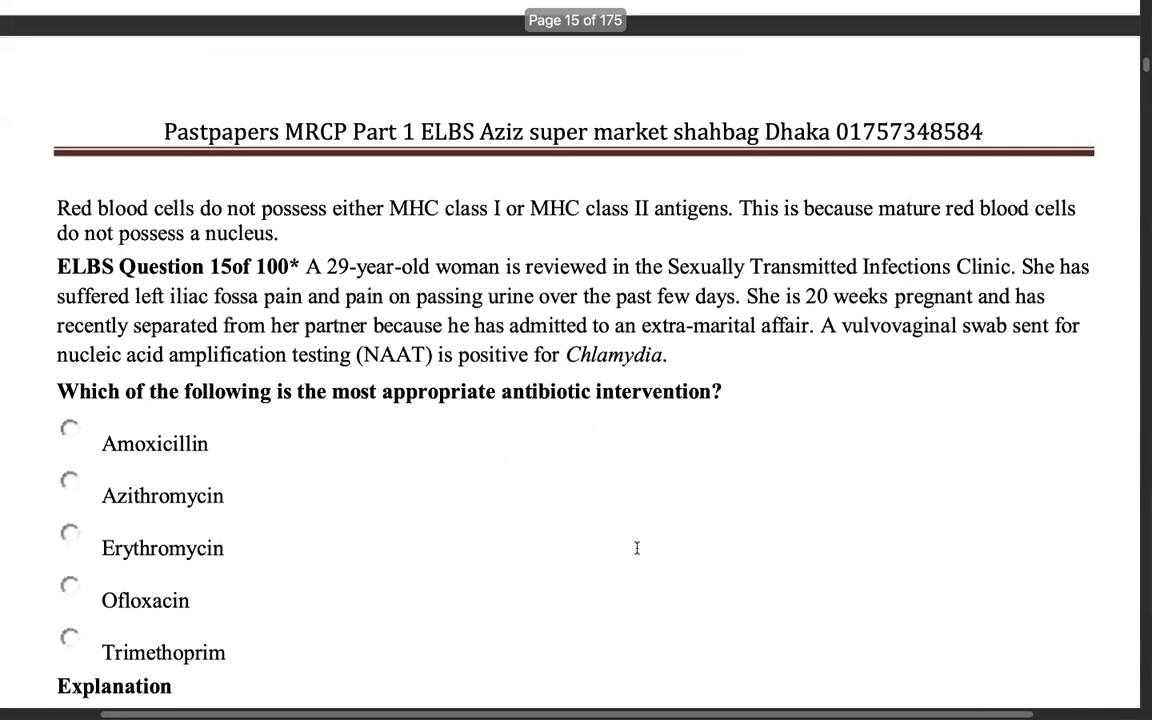 Page 15 of 175
Pastpapers MRCP Part 1 ELBS Aziz super market shahbag Dhaka 01757348584
Red blood cells do not possess either MHC class I or MHC class II antigens. This is because mature red blood cells
do not possess a nucleus.
ELBS Question 15of 100* A 29-year-old woman is reviewed in the Sexually Transmitted Infections Clinic. She has
suffered left iliac fossa pain and pain on passing urine over the past few days. She is 20 weeks pregnant and has
recently separated from her partner because he has admitted to an extra-marital affair. A vulvovaginal swab sent for
nucleic acid amplification testing (NAAT) is positive for Chlamydia.
Which of the following is the most appropriate antibiotic intervention?
Amoxicillin
Azithromycin
Erythromycin
Ofloxacin
Trimethoprim
Explanation